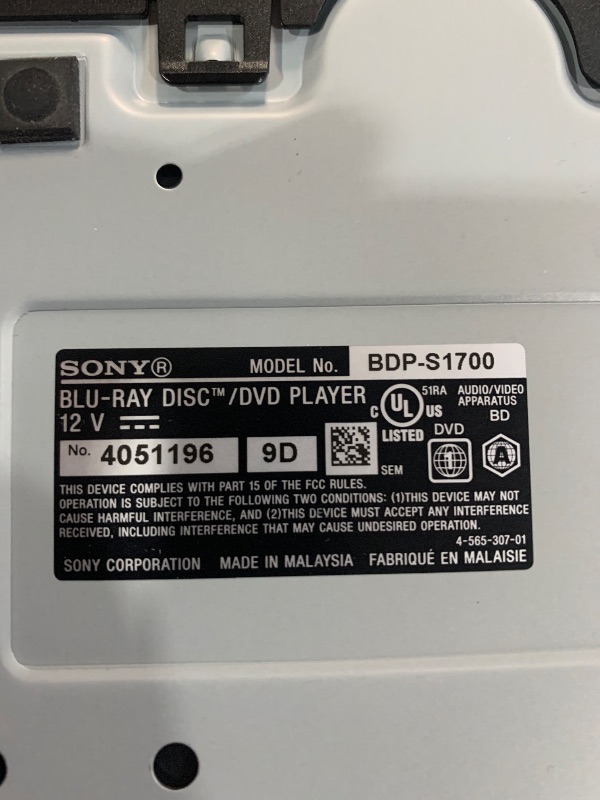 SONY® MODEL No. BDP-S1700
BLU-RAY DISC™/DVD PLAYER
12 V
C UL US
LISTED
51RA AUDIO/VIDEO
APPARATUS
BD
DVD
No. 4051196 9D
SEM
A
THIS DEVICE COMPLIES WITH PART 15 OF THE FCC RULES.
OPERATION IS SUBJECT TO THE FOLLOWING TWO CONDITIONS: (1)THIS DEVICE MAY NOT
CAUSE HARMFUL INTERFERENCE, AND (2)THIS DEVICE MUST ACCEPT ANY INTERFERENCE
RECEIVED, INCLUDING INTERFERENCE THAT MAY CAUSE UNDESIRED OPERATION.
4-565-307-01
SONY CORPORATION MADE IN MALAYSIA FABRIQUÉ EN MALAISIE